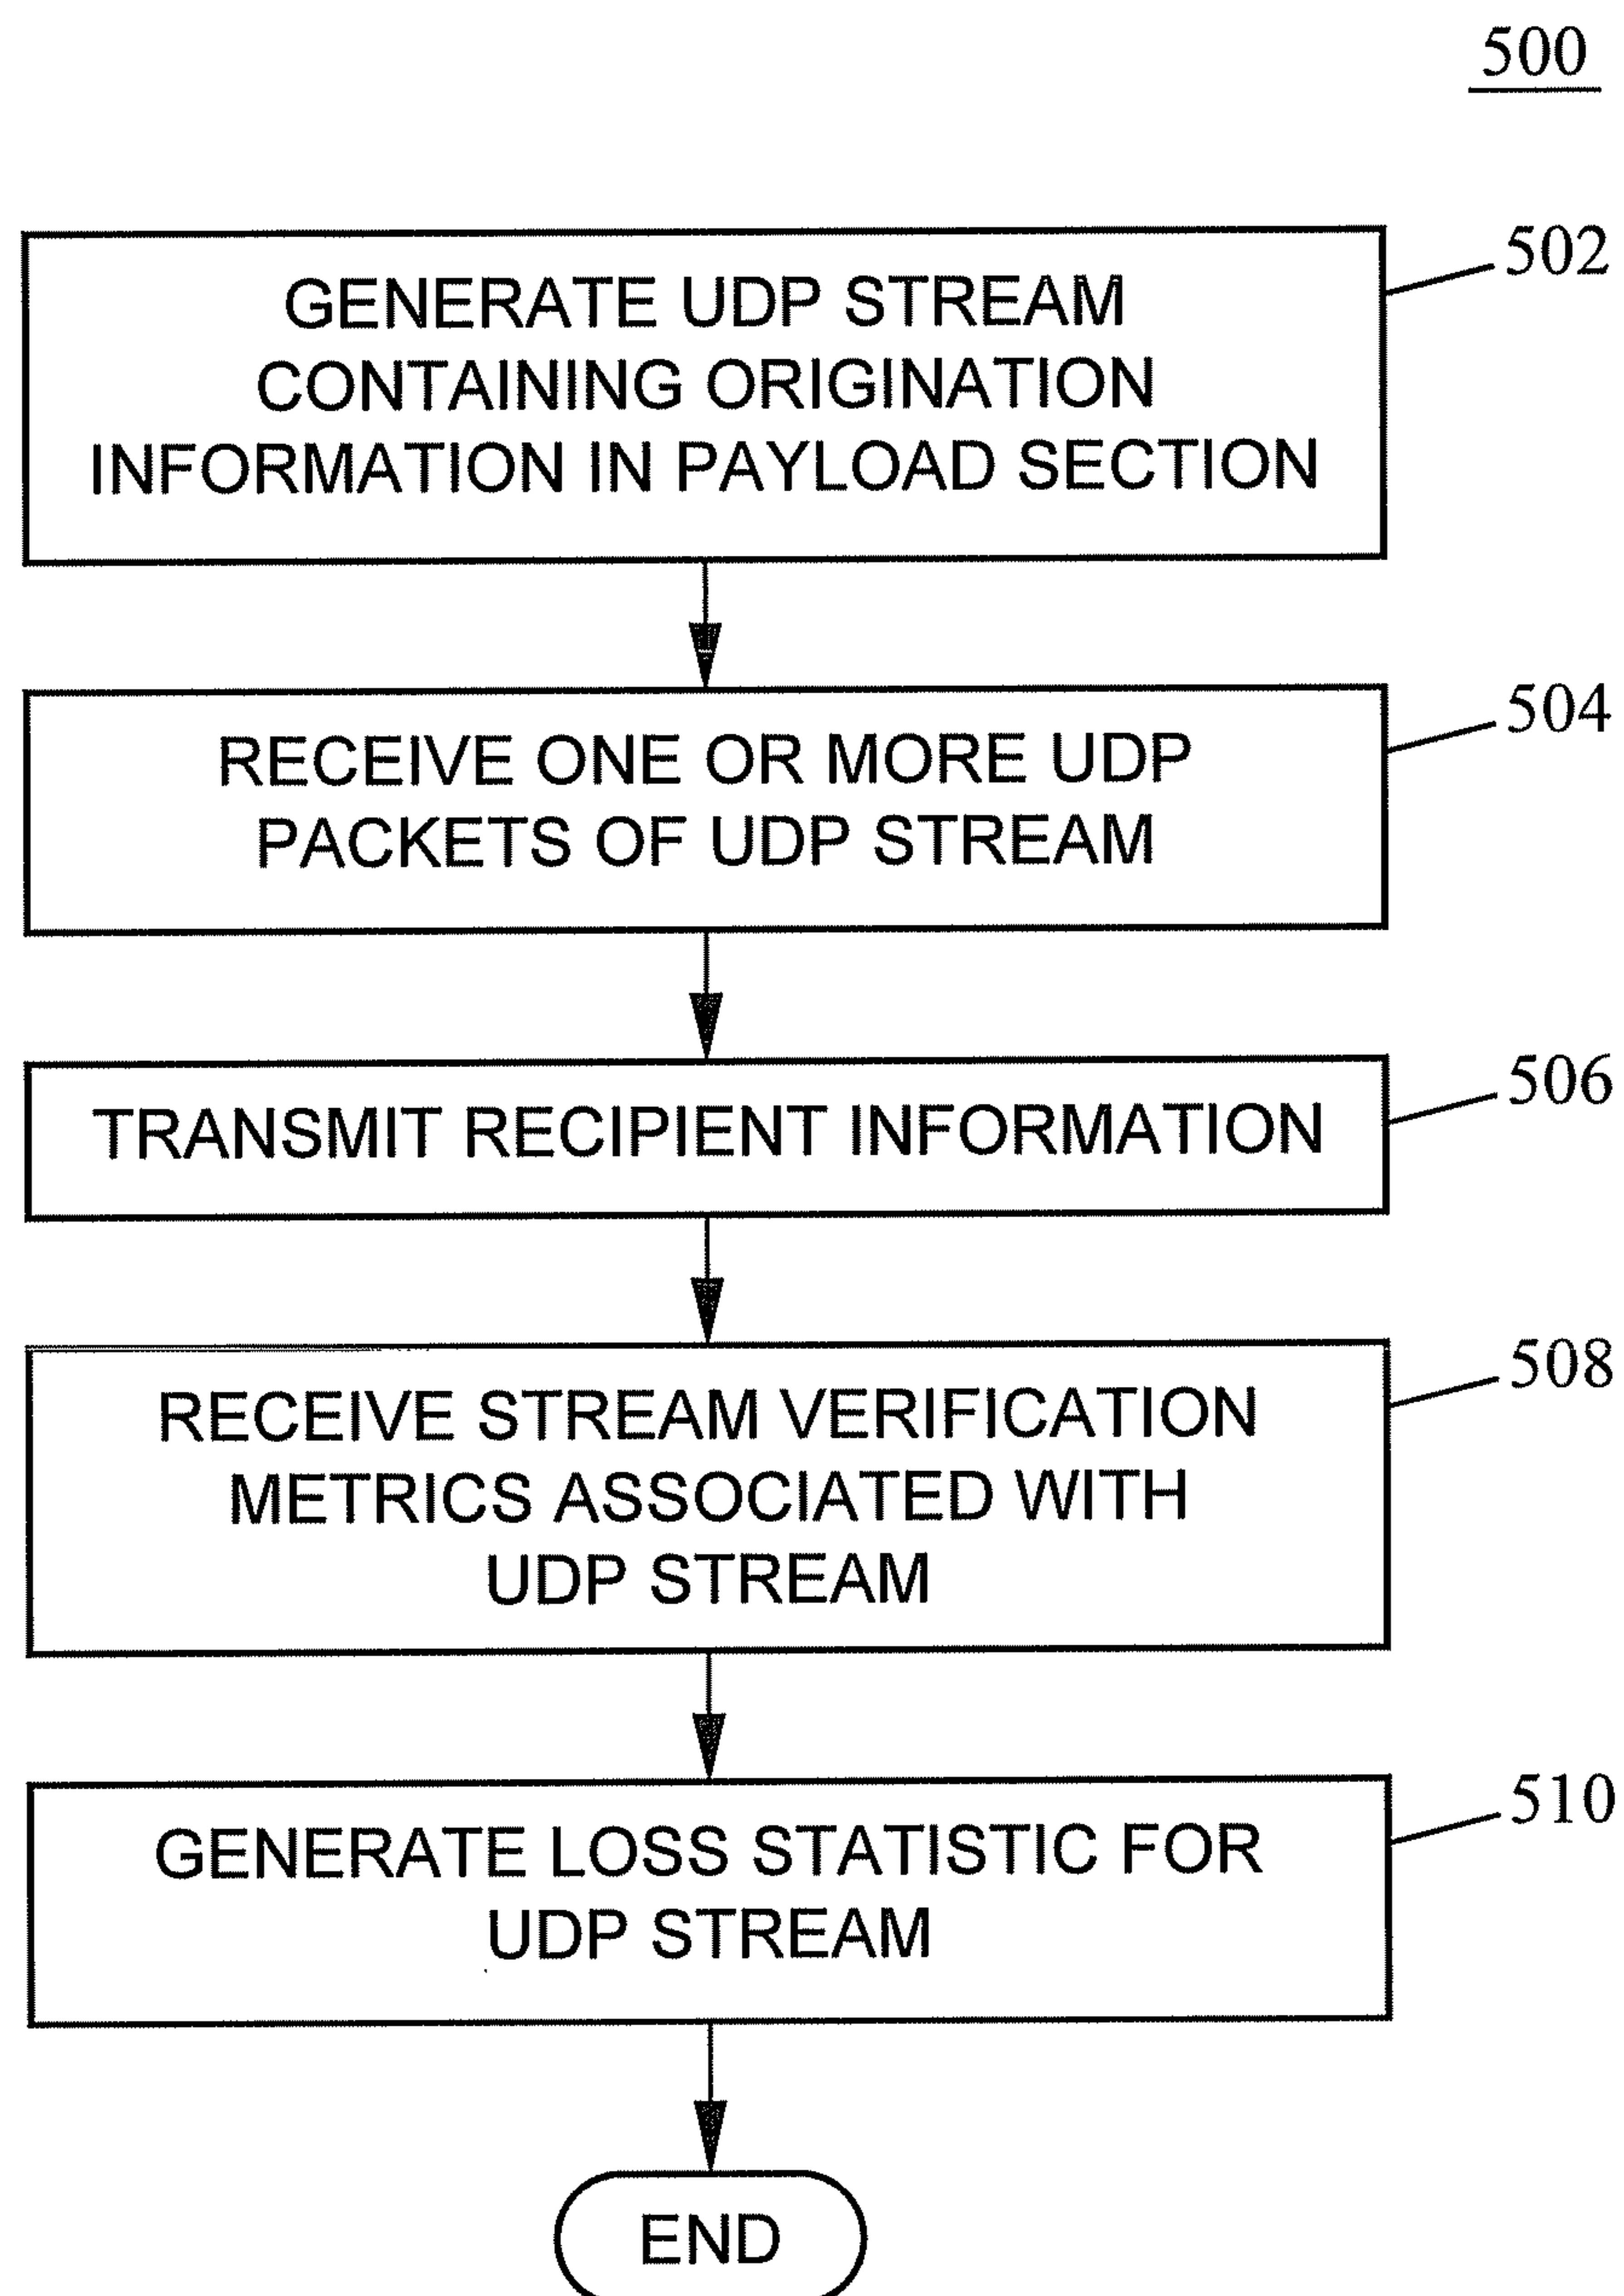 500
GENERATE UDP STREAM
CONTAINING ORIGINATION
INFORMATION IN PAYLOAD SECTION
502
RECEIVE ONE OR MORE UDP
PACKETS OF UDP STREAM
504
TRANSMIT RECIPIENT INFORMATION
506
RECEIVE STREAM VERIFICATION
METRICS ASSOCIATED WITH
UDP STREAM
508
GENERATE LOSS STATISTIC FOR
UDP STREAM
510
END